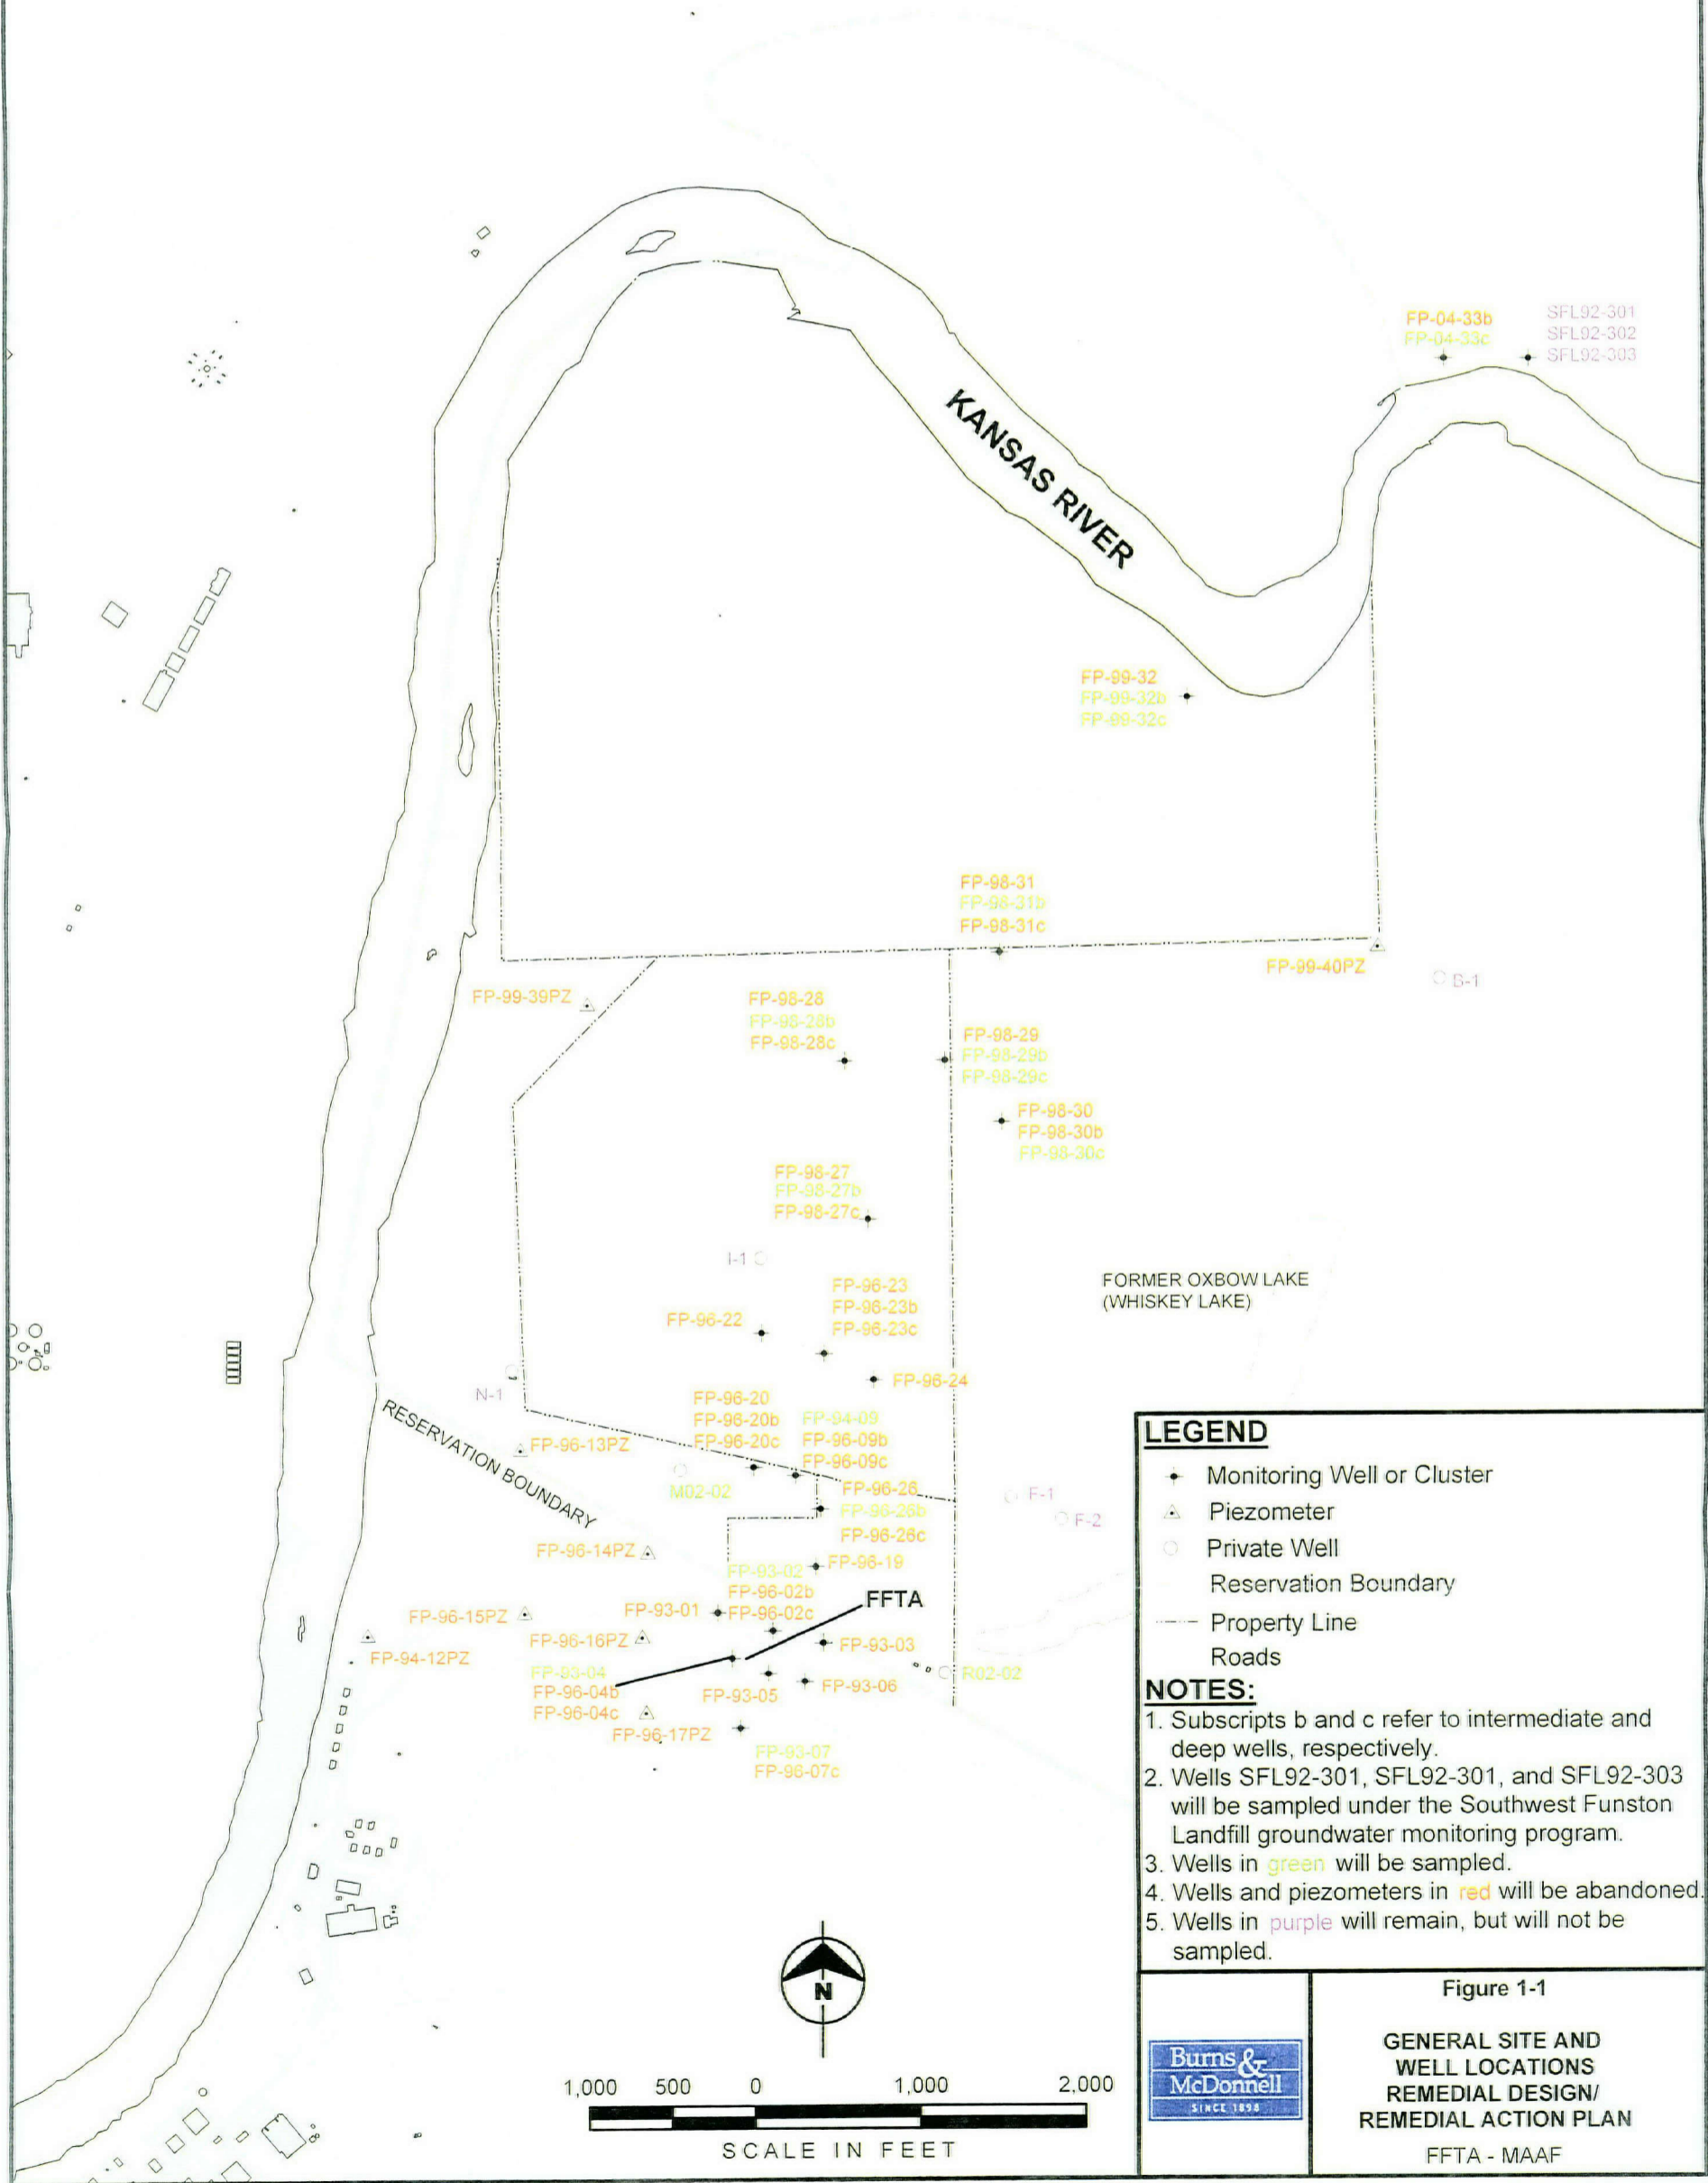 SFL92-301
FP-04-33b
SFL92-302
FP-04-33c
SFL92-303
KANSAS RIVER
FP-99-32
FP-99-32b
FP-99-32c
FP-98-31
FP-98-31b
FP-98-31c
FP-99-40PZ
B-1
FP-99-39PZ
FP-98-28
FP-98-28b
FP-98-28c
FP-98-29
FP-98-29b
FP-98-29c
FP-98-30
FP-98-30b
FP-98-30c
FP-98-27
FP-98-27b
FP-98-27c
I-1
FORMER OXBOW LAKE
(WHISKEY LAKE)
FP-96-23
FP-96-23b
FP-96-23c
FP-96-22
FP-96-24
N-1
FP-96-20
FP-96-20b
FP-96-20c
FP-94-09
FP-96-09b
FP-96-09c
RESERVATION BOUNDARY
FP-96-13PZ
M02-02
FP-96-26
FP-96-26b
FP-96-26c
F-1
F-2
FP-96-14PZ
FP-96-19
FP-93-02
FP-96-02b
FP-96-02c
FFTA
FP-93-01
FP-96-15PZ
FP-96-16PZ
FP-93-03
FP-94-12PZ
FP-93-04
FP-96-04b
FP-96-04c
FP-93-05
FP-93-06
R02-02
FP-96-17PZ
FP-93-07
FP-96-07c
LEGEND
Monitoring Well or Cluster
Piezometer
Private Well
Reservation Boundary
Property Line
Roads
NOTES:
1. Subscripts b and c refer to intermediate and
deep wells, respectively.
2. Wells SFL92-301, SFL92-301, and SFL92-303
will be sampled under the Southwest Funston
Landfill groundwater monitoring program.
3. Wells in green will be sampled.
4. Wells and piezometers in red will be abandoned.
5. Wells in purple will remain, but will not be
sampled.
N
1,000 500 0 1,000 2,000
SCALE IN FEET
Burns &
McDonnell
SINCE 1898
Figure 1-1
GENERAL SITE AND
WELL LOCATIONS
REMEDIAL DESIGN/
REMEDIAL ACTION PLAN
FFTA - MAAF